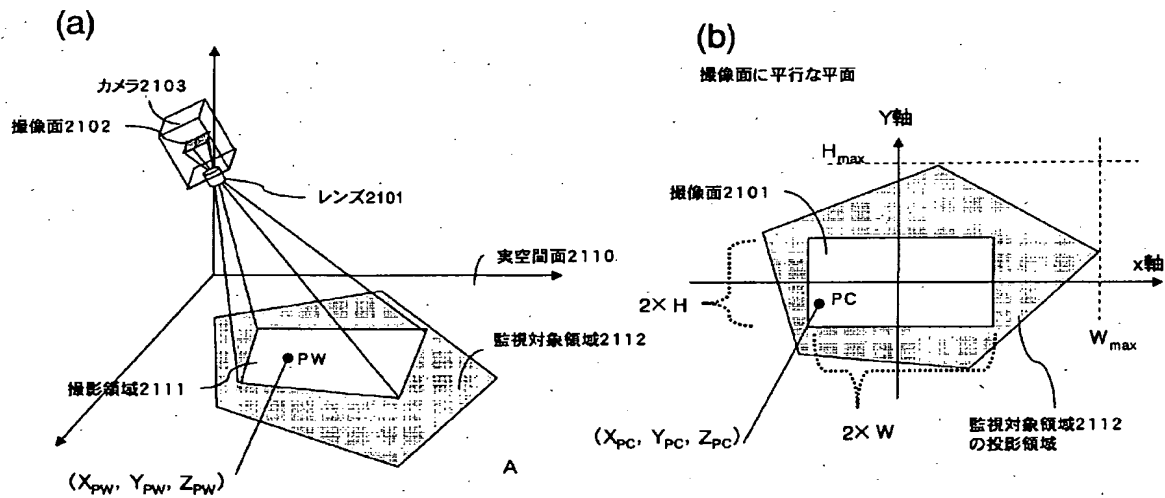 (a)
カメラ2103
撮像面2102
レンズ2101
実空間面2110
監視対象領域2112
PW
撮影領域2111
(XPW, YPW, ZPW)
A
(b)
撮像面に平行な平面
Y軸
Hmax
撮像面2101
x軸
PC
2× H
Wmax
(XPC, YPC, ZPC)
2× W
監視対象領域2112
の投影領域